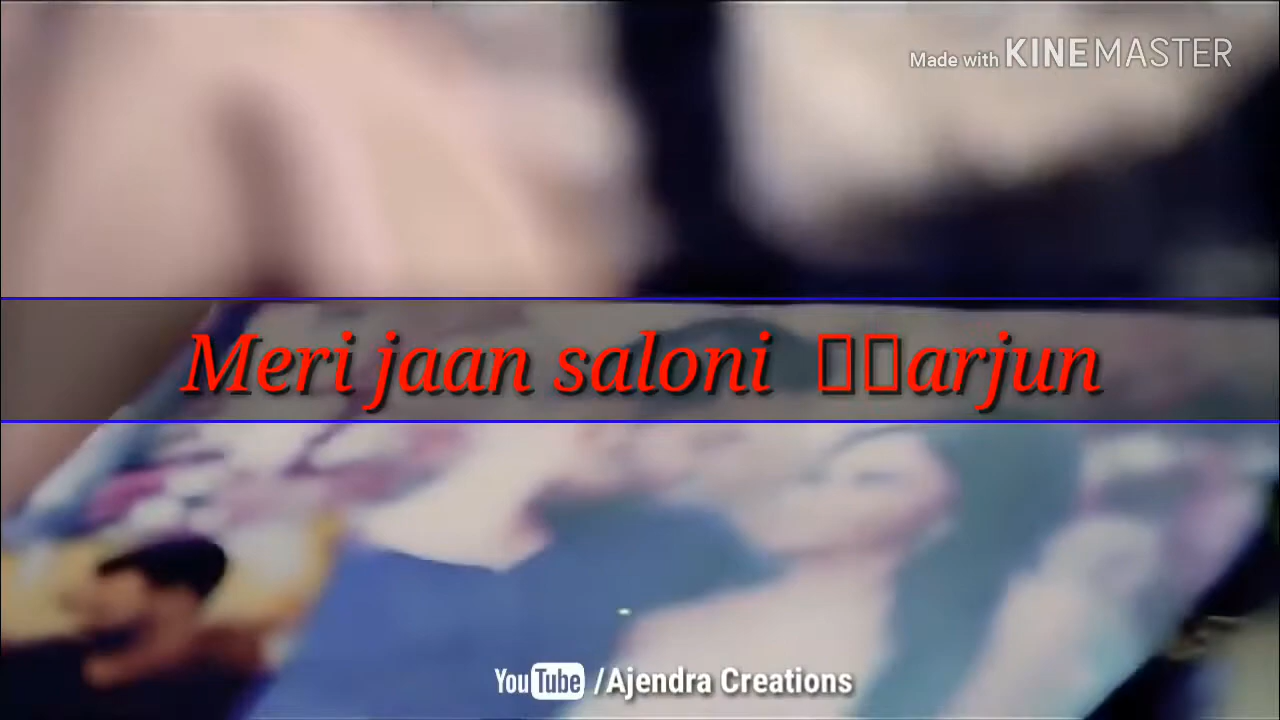 Made with KINEMASTER
Meri jaan saloni □□arjun
YouTube /Ajendra Creations